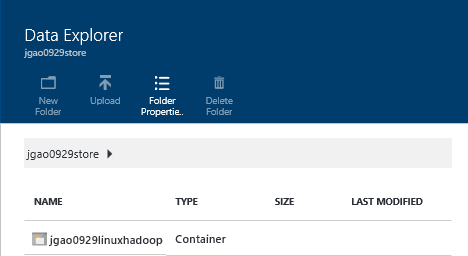 Data Explorer
jgao0929store
New Folder
Upload
Folder Propertie..
Delete Folder
jgao0929store
NAME TYPE SIZE LAST MODIFIED
jgao0929linuxhadoop Container